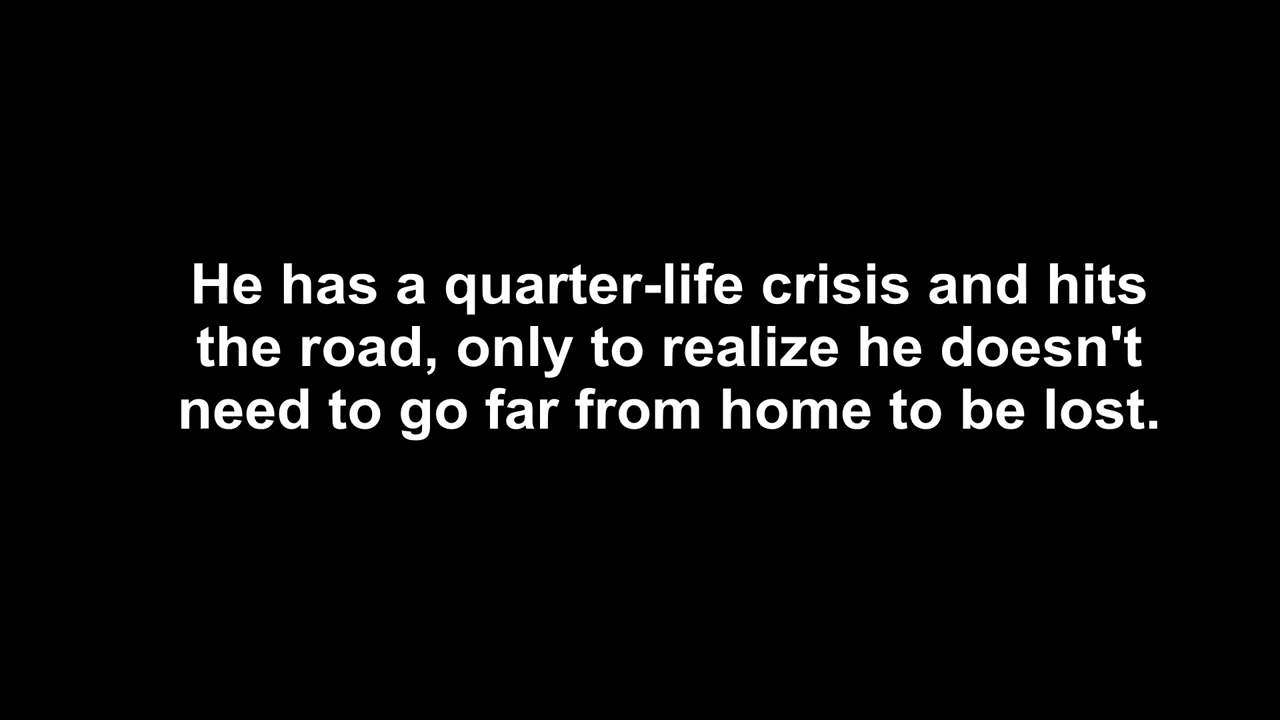 He has a quarter-life crisis and hits
the road, only to realize he doesn't
need to go far from home to be lost.